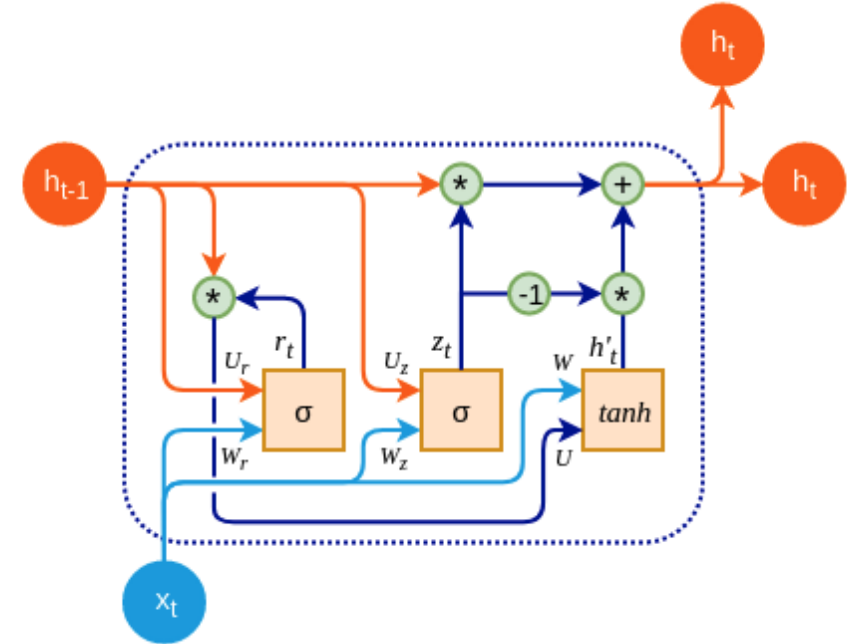 h_t
h_{t-1}
*
+
h_t
*
-1
*
r_t
z_t
h'_t
U_r
U_z
W
σ
σ
tanh
W_r
W_z
U
x_t